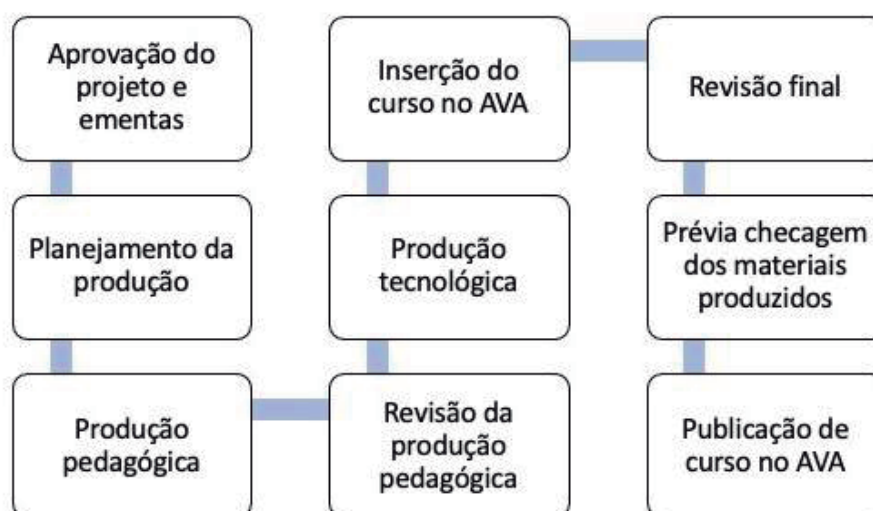 Aprovação do
projeto e
ementas
Planejamento da
produção
Produção
pedagógica
Revisão da
produção
pedagógica
Produção
tecnológica
Inserção do
curso no AVA
Revisão final
Prévia checagem
dos materiais
produzidos
Publicação de
curso no AVA